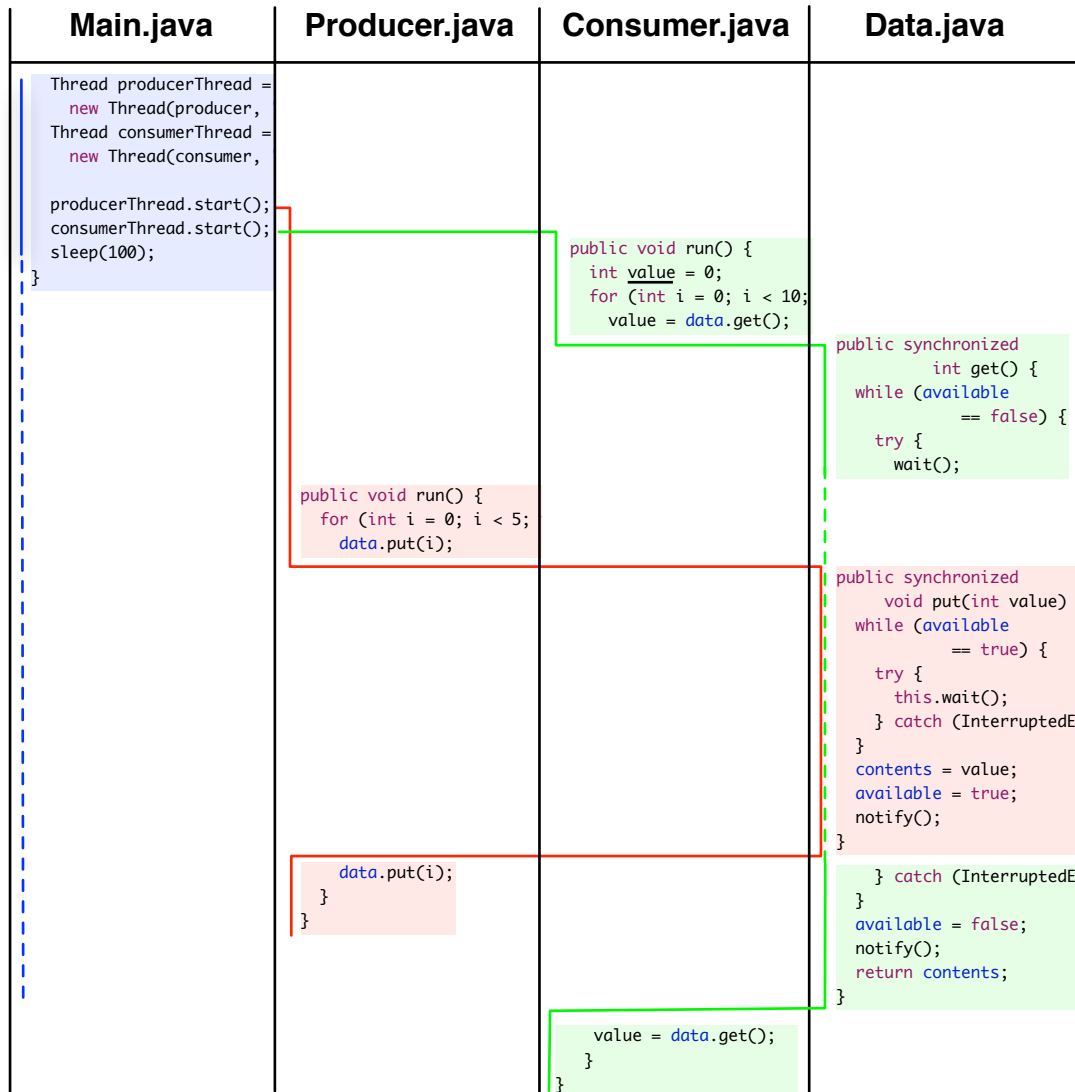 Main.java
Producer.java
Consumer.java
Data.java
Thread producerThread =
new Thread(producer,
Thread consumerThread =
new Thread(consumer,
producerThread.start();
consumerThread.start();
sleep(100);
}
public void run() {
int value = 0;
for (int i = 0; i < 10;
value = data.get();
public synchronized
int get() {
while (available
== false) {
try {
wait();
public void run() {
for (int i = 0; i < 5;
data.put(i);
public synchronized
void put(int value)
while (available
== true) {
try {
this.wait();
} catch (InterruptedE
}
contents = value;
available = true;
notify();
}
data.put(i);
}
}
} catch (InterruptedE
}
available = false;
notify();
return contents;
}
value = data.get();
}
}